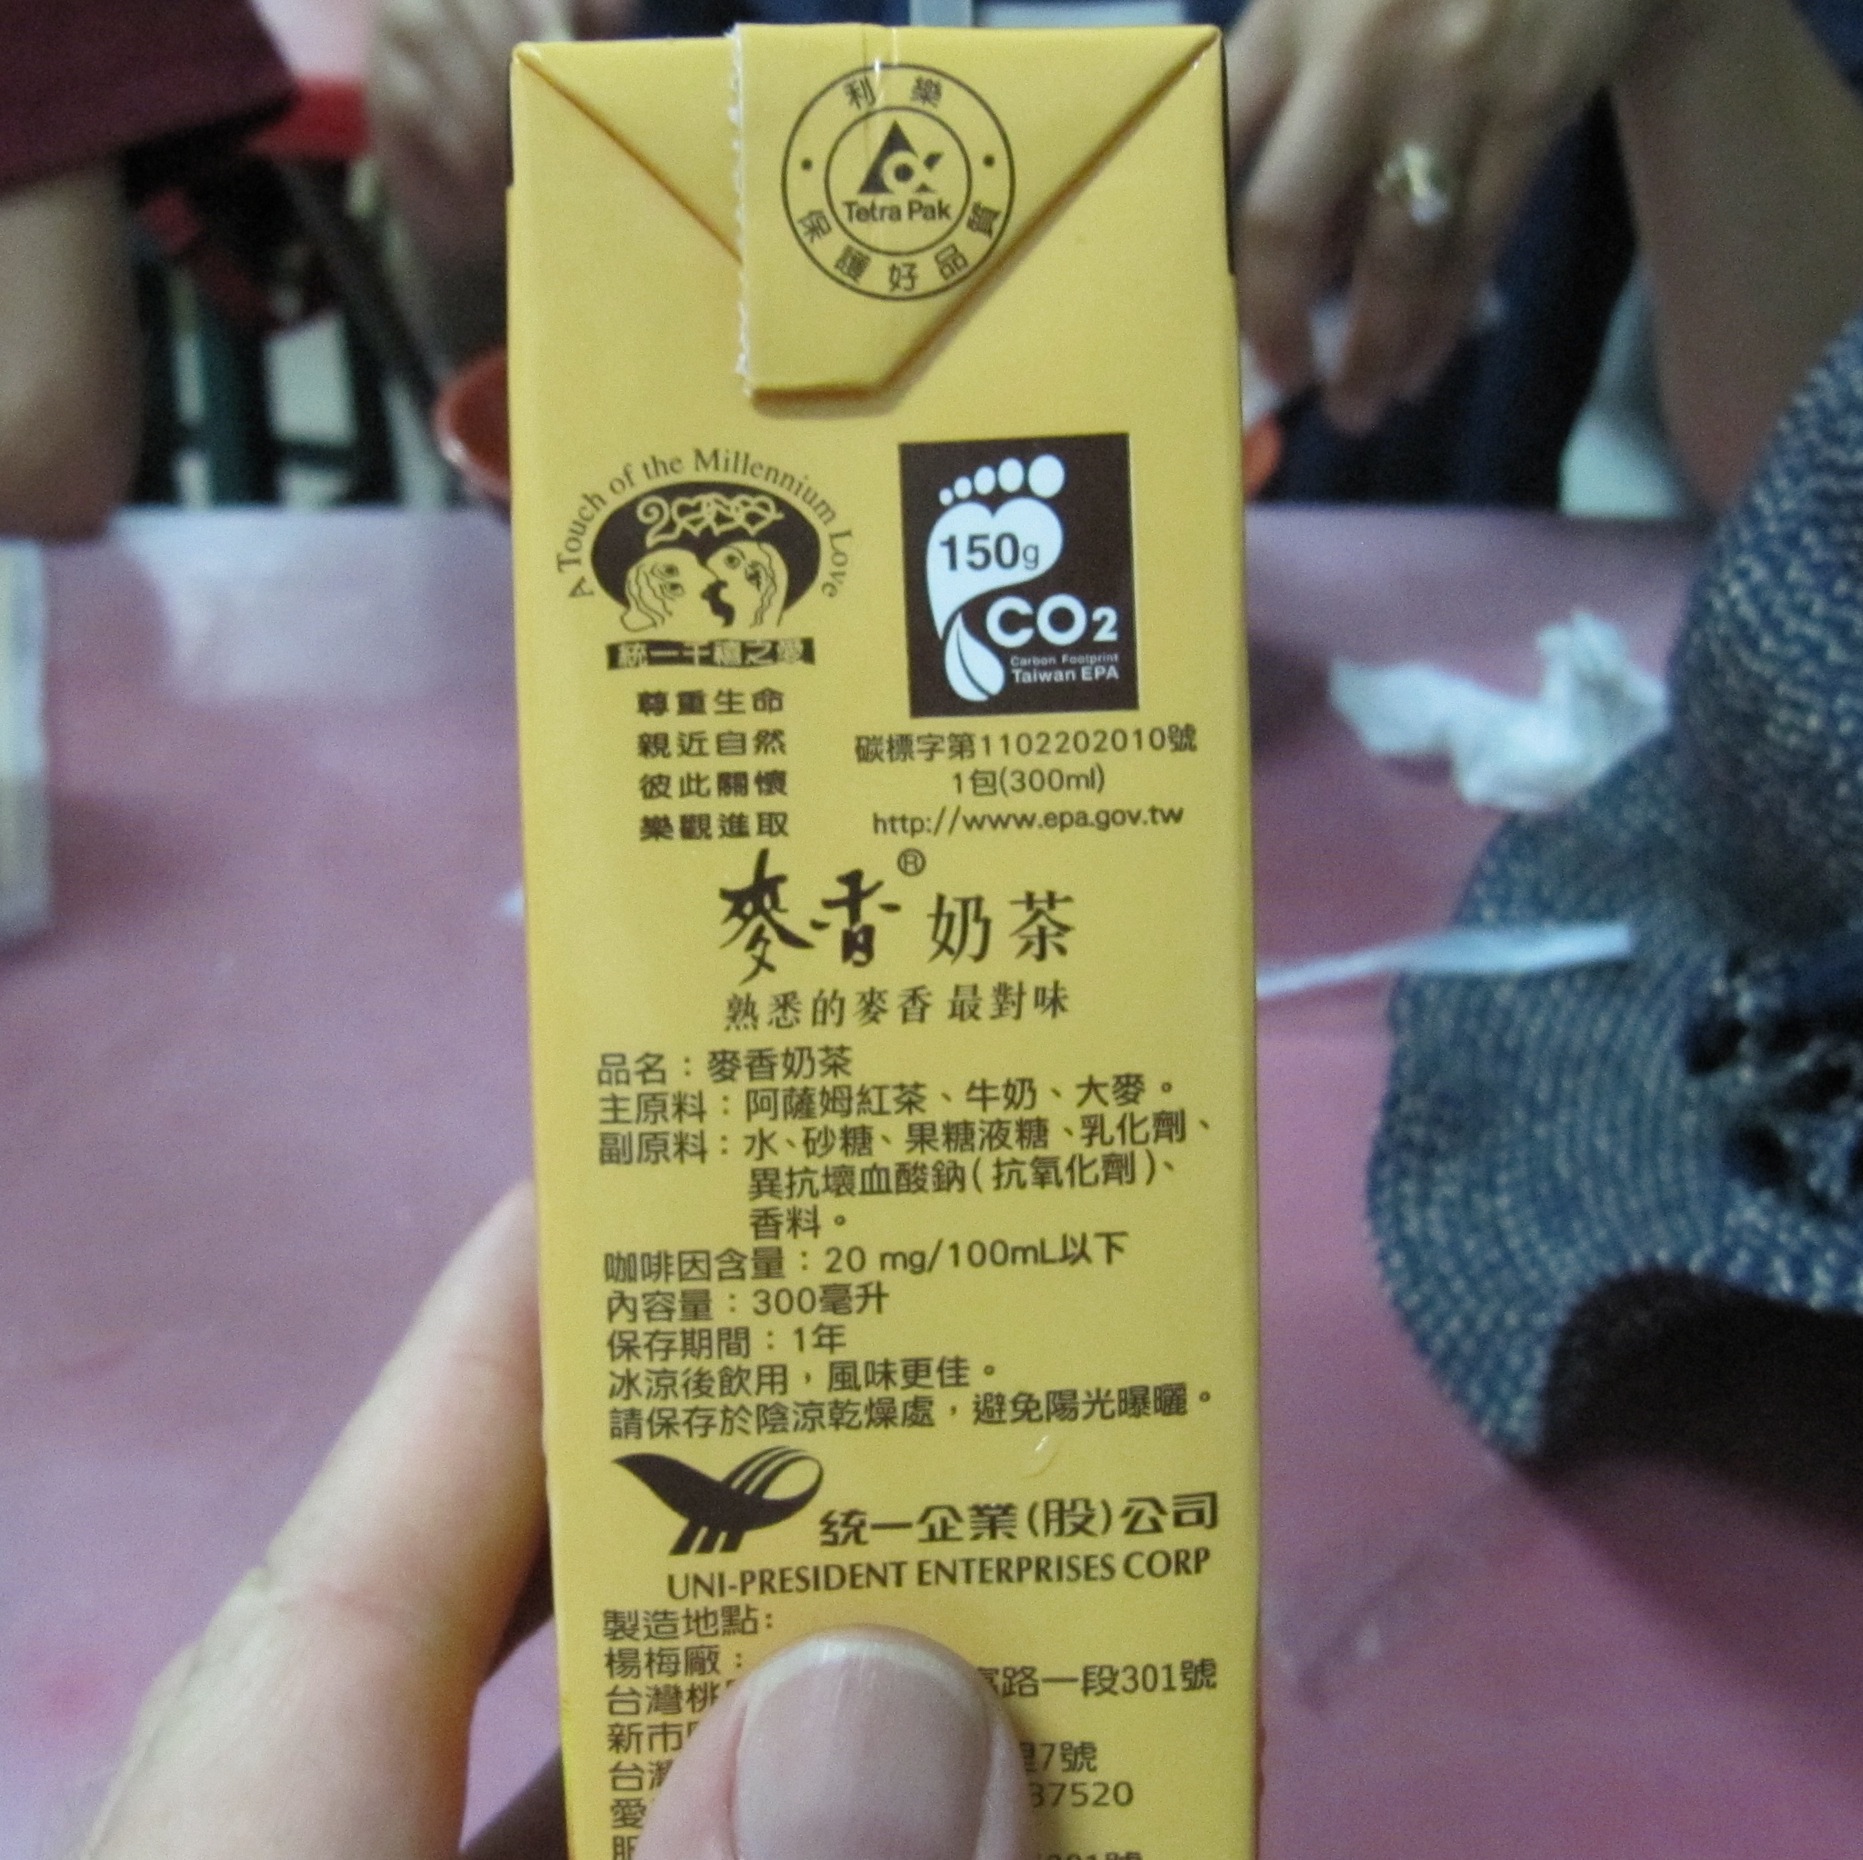 利樂
Tetra Pak
保護好品質
A Touch of the Millennium Love
2000
統一千禧之愛
尊重生命
親近自然
彼此關懷
樂觀進取
150g
CO2
Carbon Footprint
Taiwan EPA
碳標字第1102202010號
1包(300ml)
http://www.epa.gov.tw
麥香® 奶茶
熟悉的麥香 最對味
品名：麥香奶茶
主原料：阿薩姆紅茶、牛奶、大麥。
副原料：水、砂糖、果糖液糖、乳化劑、
異抗壞血酸鈉(抗氧化劑)、
香料。
咖啡因含量：20 mg/100mL以下
內容量：300毫升
保存期間：1年
冰涼後飲用，風味更佳。
請保存於陰涼乾燥處，避免陽光曝曬。
統一企業(股)公司
UNI-PRESIDENT ENTERPRISES CORP
製造地點:
楊梅廠：
台灣桃 路一段301號
新市
台灣 7號
愛 37520